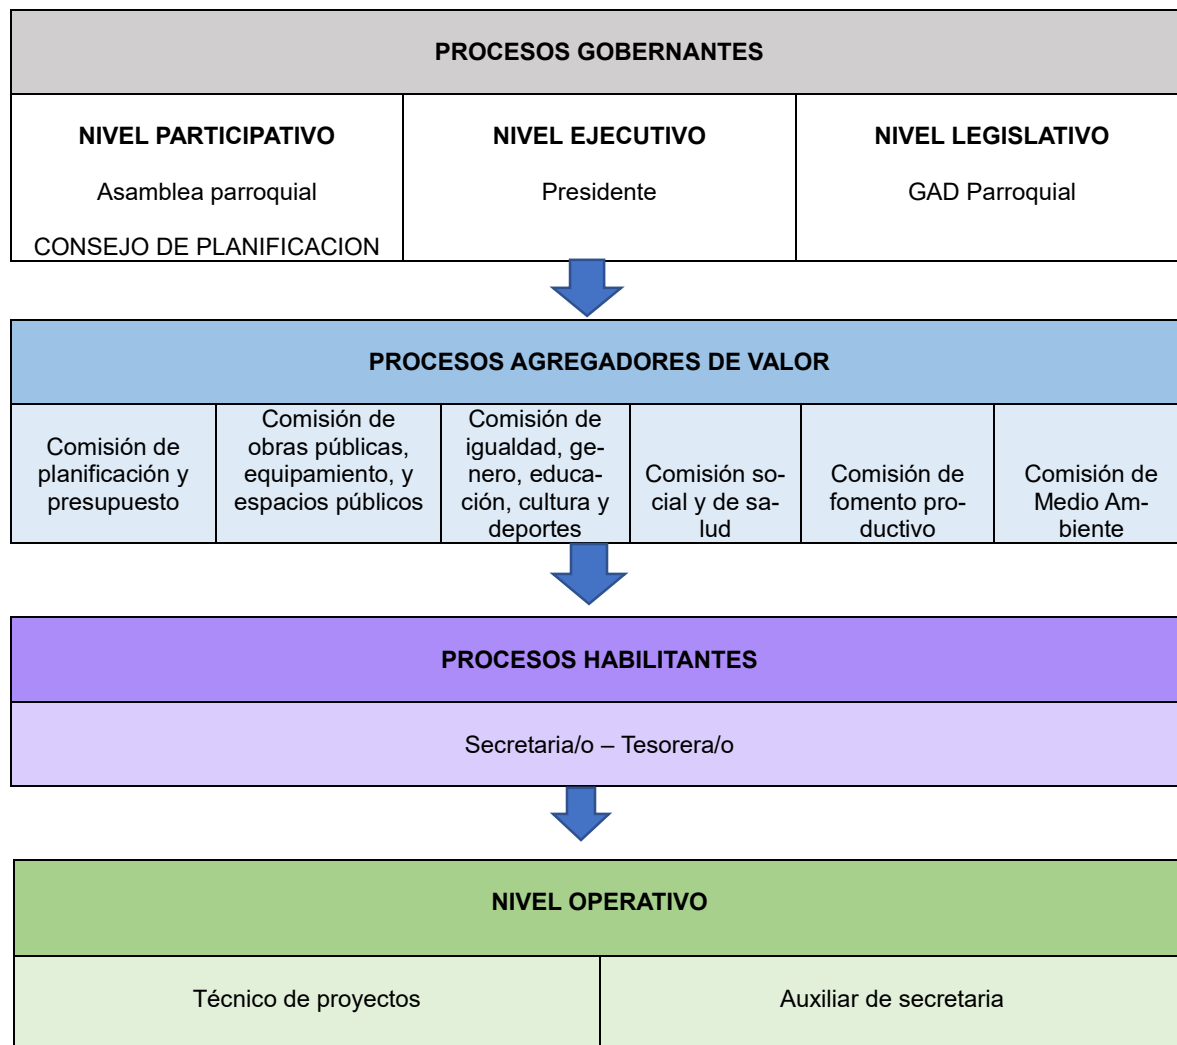 PROCESOS GOBERNANTES
NIVEL PARTICIPATIVO
Asamblea parroquial
CONSEJO DE PLANIFICACION
NIVEL EJECUTIVO
Presidente
NIVEL LEGISLATIVO
GAD Parroquial
PROCESOS AGREGADORES DE VALOR
Comisión de
planificación y
presupuesto
Comisión de
obras públicas,
equipamiento, y
espacios públicos
Comisión de
igualdad, ge-
nero, educa-
ción, cultura y
deportes
Comisión so-
cial y de sa-
lud
Comisión de
fomento pro-
ductivo
Comisión de
Medio Am-
biente
PROCESOS HABILITANTES
Secretaria/o – Tesorera/o
NIVEL OPERATIVO
Técnico de proyectos
Auxiliar de secretaria